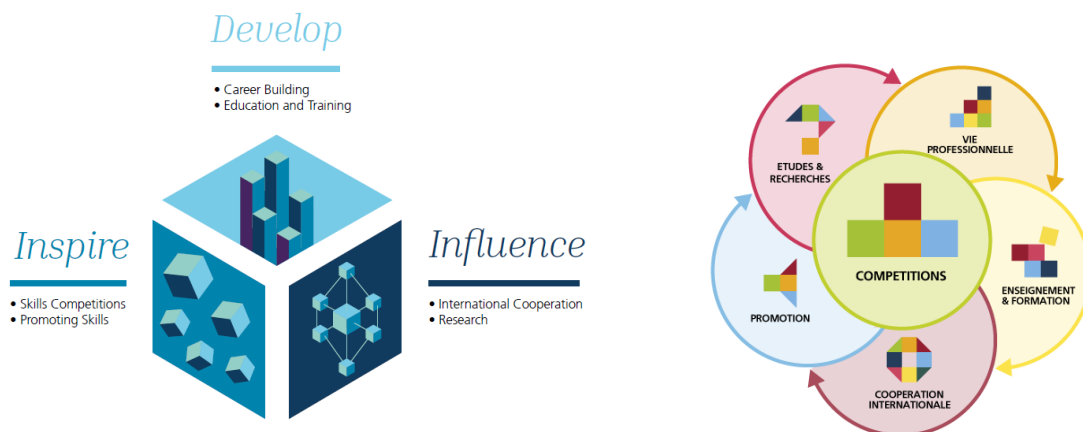 Develop
• Career Building
• Education and Training
Inspire
• Skills Competitions
• Promoting Skills
Influence
• International Cooperation
• Research
ETUDES &
RECHERCHES
VIE
PROFESSIONNELLE
COMPETITIONS
ENSEIGNEMENT
& FORMATION
PROMOTION
COOPERATION
INTERNATIONALE